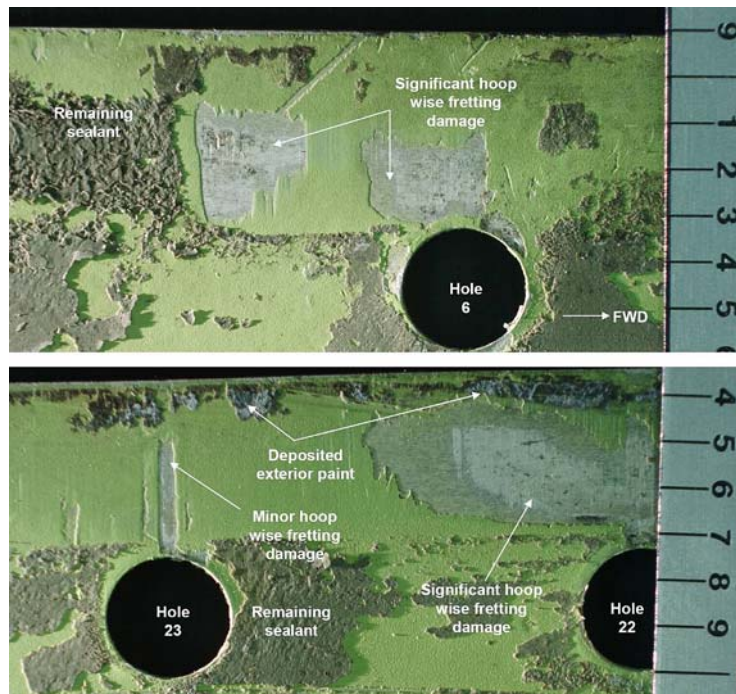 9
Significant hoop
wise fretting
damage
Remaining
sealant
1
2
3
4
Hole
6
5
FWD
6
4
Deposited
exterior paint
5
6
Minor hoop
wise fretting
damage
7
Significant hoop
wise fretting
damage
8
Hole
23
Remaining
sealant
Hole
22
9